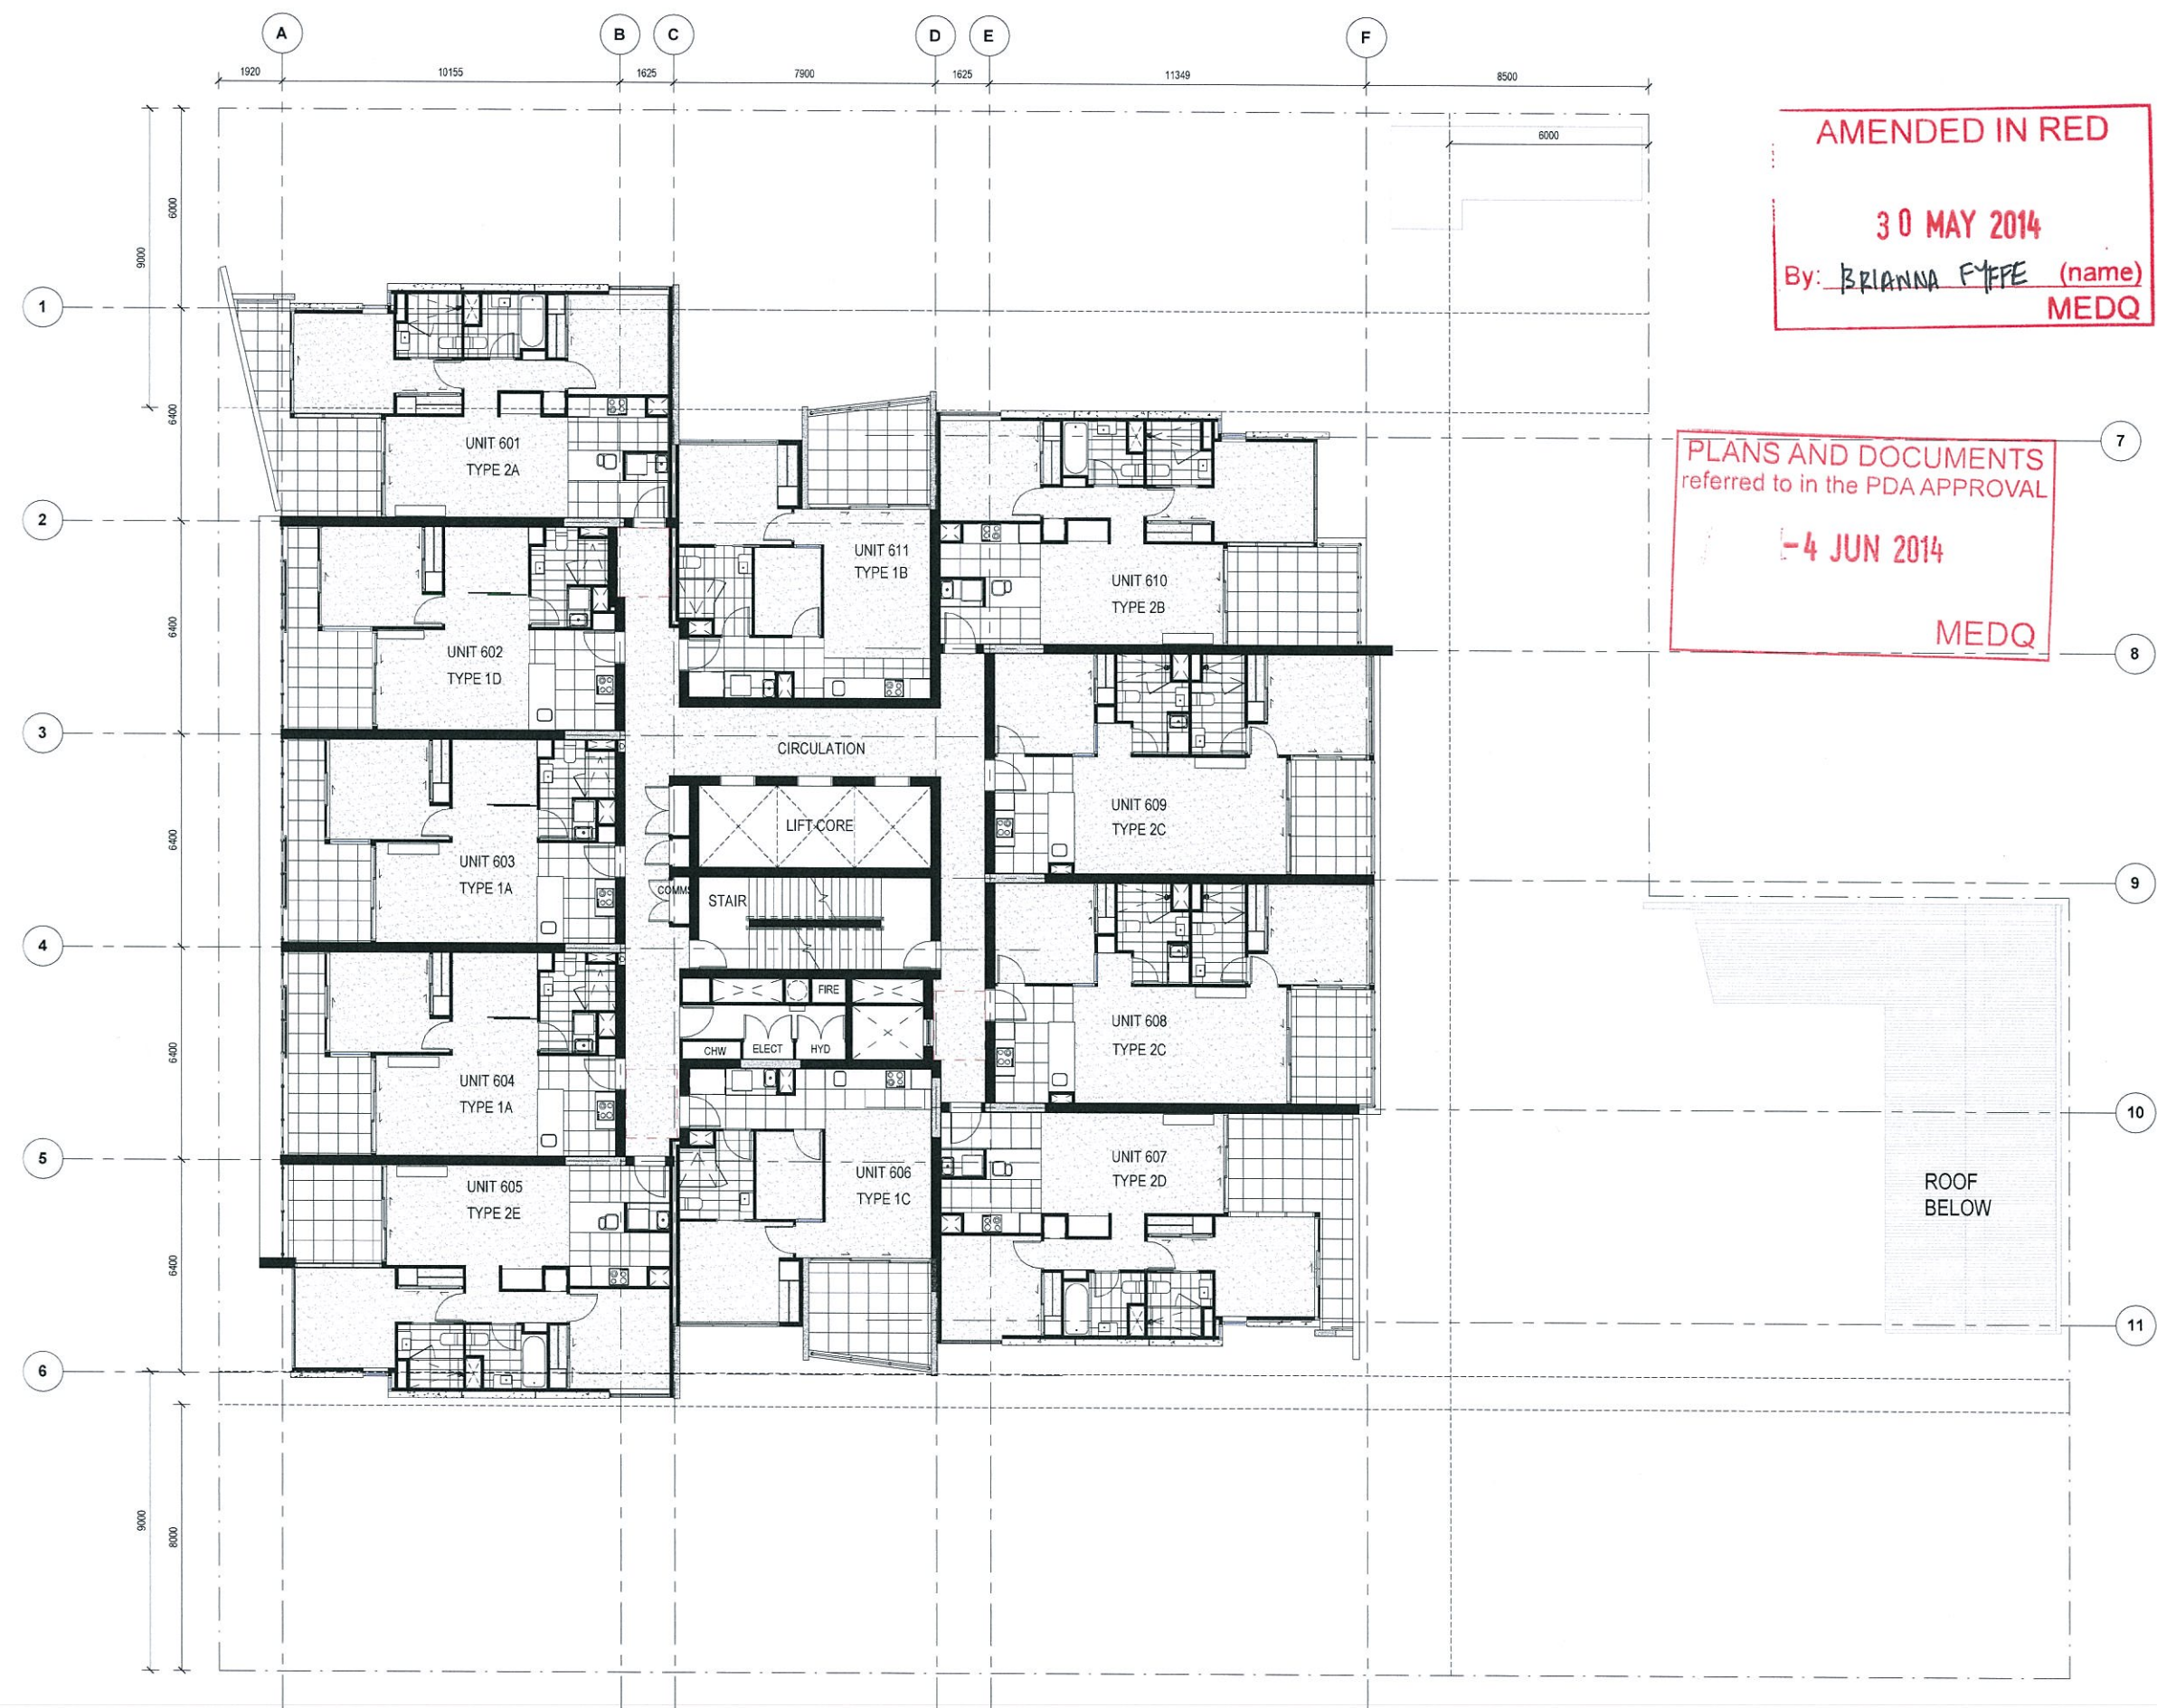 A
B
C
D
E
F
1920
10155
1625
7900
1625
11349
8500
6000
6000
9000
6400
6400
6400
6400
6400
9000
8000
1
2
3
4
5
6
7
8
9
10
11
AMENDED IN RED
30 MAY 2014
By: BRIANNA FYFFE (name)
MEDQ
PLANS AND DOCUMENTS
referred to in the PDA APPROVAL
-4 JUN 2014
MEDQ
UNIT 601
TYPE 2A
UNIT 611
TYPE 1B
UNIT 610
TYPE 2B
UNIT 602
TYPE 1D
CIRCULATION
UNIT 609
TYPE 2C
LIFT CORE
UNIT 603
TYPE 1A
COMMS
STAIR
FIRE
CHW
ELECT
HYD
UNIT 608
TYPE 2C
UNIT 604
TYPE 1A
UNIT 605
TYPE 2E
UNIT 606
TYPE 1C
UNIT 607
TYPE 2D
ROOF
BELOW